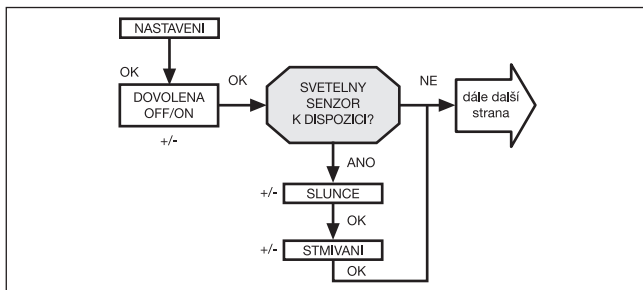 NASTAVENI
OK
DOVOLENA
OFF/ON
+/-
OK
SVETELNY
SENZOR
K DISPOZICI?
NE
dále další
strana
ANO
+/-
SLUNCE
OK
+/-
STMIVANI
OK